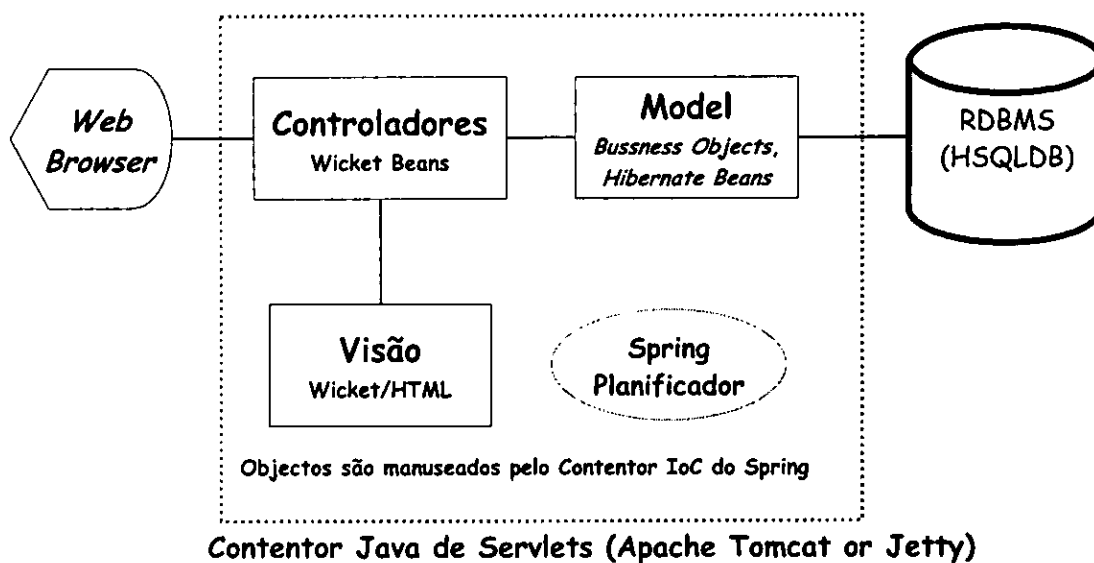 Web
Browser
Controladores
Wicket Beans
Model
Bussness Objects,
Hibernate Beans
RDBMS
(HSQLDB)
Visão
Wicket/HTML
Spring
Planificador
Objectos são manuseados pelo Contentor IoC do Spring
Contentor Java de Servlets (Apache Tomcat or Jetty)